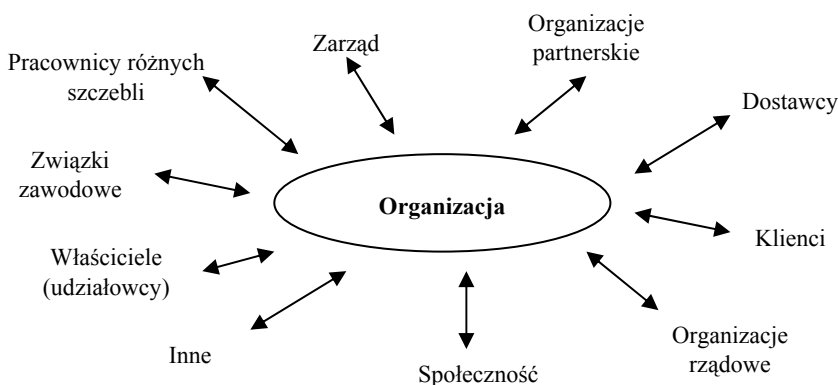 Organizacje
partnerskie
Zarząd
Pracownicy różnych
szczebli
Dostawcy
Związki
zawodowe
Organizacja
Klienci
Właściciele
(udziałowcy)
Organizacje
rządowe
Inne
Społeczność